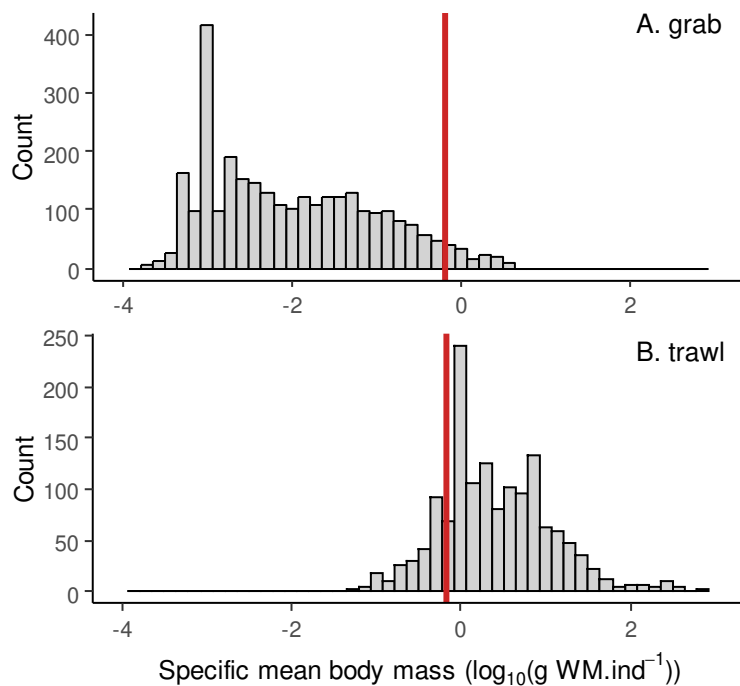 A. grab
Count
400
300
200
100
0
-4 -2 0 2
B. trawl
Count
250
200
150
100
50
0
-4 -2 0 2
Specific mean body mass (log₁₀(g WM.ind⁻¹))